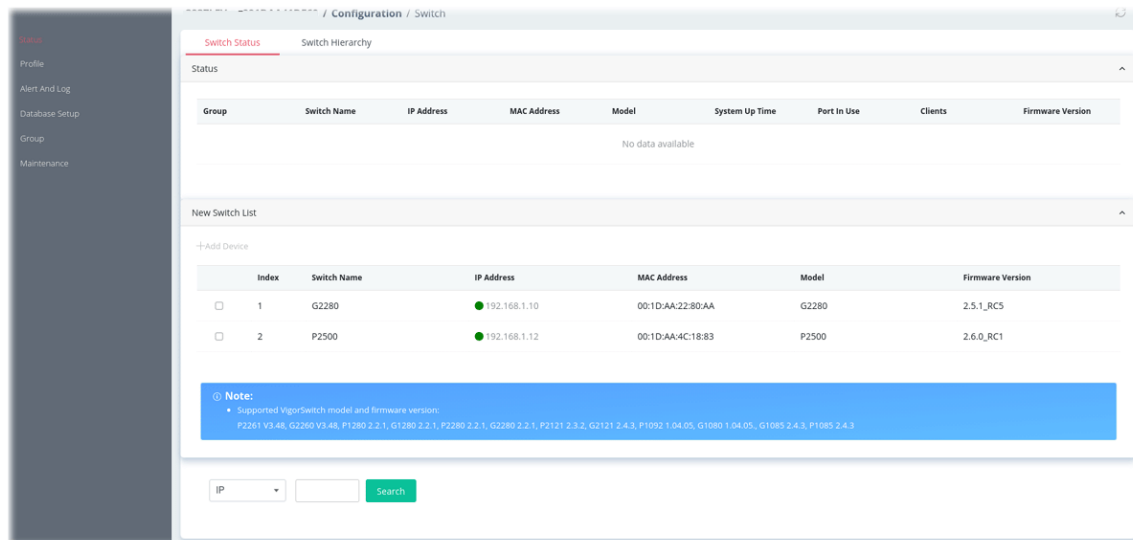 / Configuration / Switch
Status
Profile
Alert And Log
Database Setup
Group
Maintenance
Switch Status Switch Hierarchy
Status
Group Switch Name IP Address MAC Address Model System Up Time Port In Use Clients Firmware Version
No data available
New Switch List
+Add Device
Index Switch Name IP Address MAC Address Model Firmware Version
1 G2280 192.168.1.10 00:1D:AA:22:80:AA G2280 2.5.1_RC5
2 P2500 192.168.1.12 00:1D:AA:4C:18:83 P2500 2.6.0_RC1
Note:
Supported VigorSwitch model and firmware version:
P2261 V3.48, G2260 V3.48, P1280 2.2.1, G1280 2.2.1, P2280 2.2.1, G2280 2.2.1, P2121 2.3.2, G2121 2.4.3, P1092 1.04.05, G1080 1.04.05., G1085 2.4.3, P1085 2.4.3
IP Search